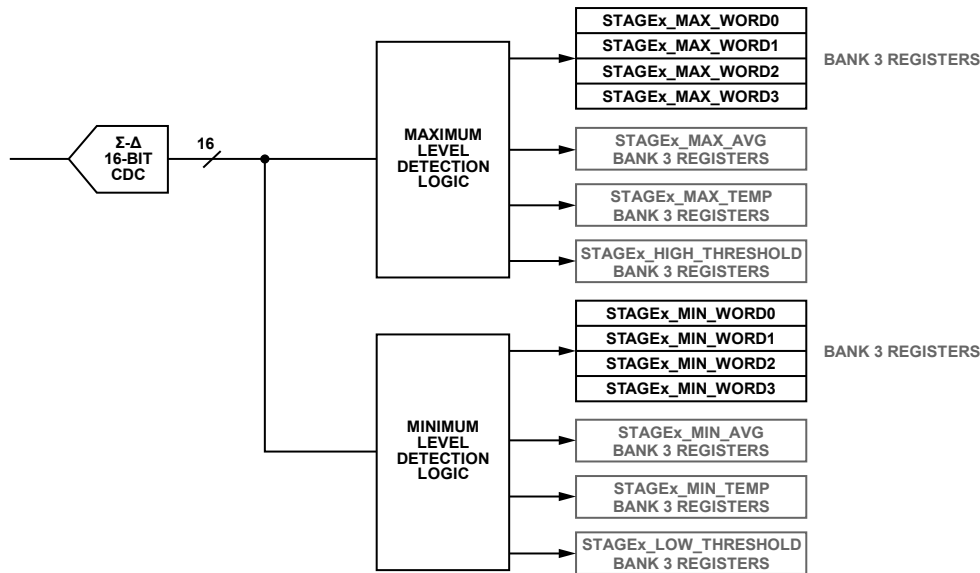 STAGEx_MAX_WORD0
STAGEx_MAX_WORD1
STAGEx_MAX_WORD2
STAGEx_MAX_WORD3
BANK 3 REGISTERS
Σ-Δ
16-BIT
CDC
16
MAXIMUM
LEVEL
DETECTION
LOGIC
STAGEx_MAX_AVG
BANK 3 REGISTERS
STAGEx_MAX_TEMP
BANK 3 REGISTERS
STAGEx_HIGH_THRESHOLD
BANK 3 REGISTERS
STAGEx_MIN_WORD0
STAGEx_MIN_WORD1
STAGEx_MIN_WORD2
STAGEx_MIN_WORD3
BANK 3 REGISTERS
MINIMUM
LEVEL
DETECTION
LOGIC
STAGEx_MIN_AVG
BANK 3 REGISTERS
STAGEx_MIN_TEMP
BANK 3 REGISTERS
STAGEx_LOW_THRESHOLD
BANK 3 REGISTERS